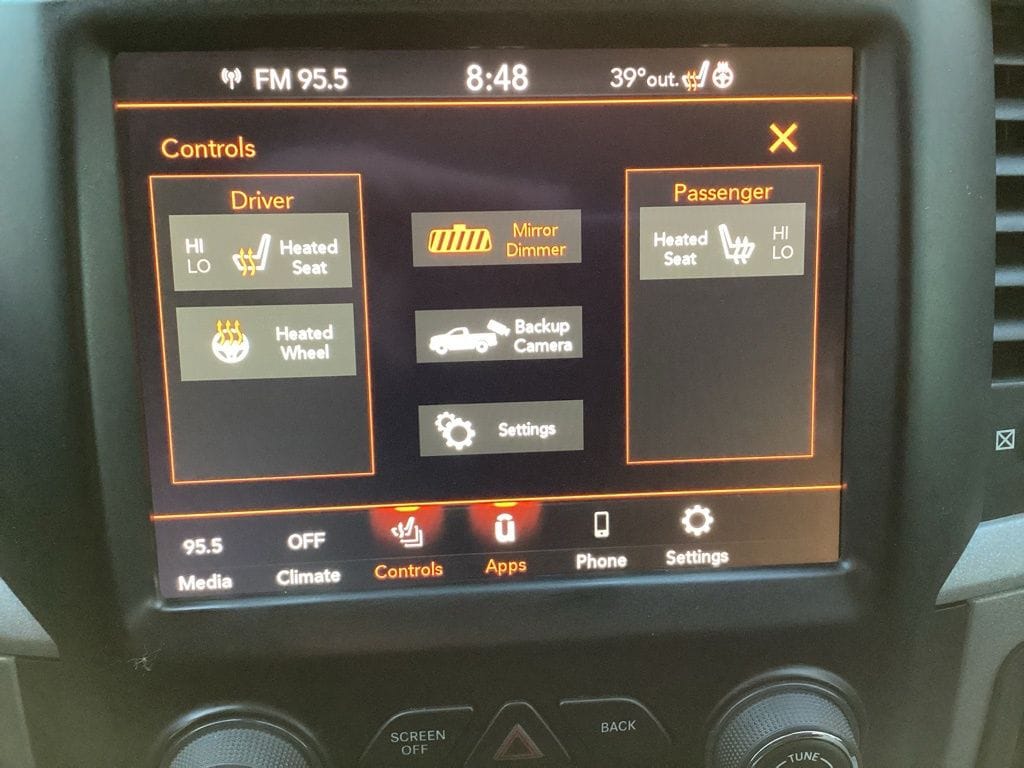 FM 95.5
8:48
39°out.
Controls
Driver
HI
LO
Heated
Seat
Heated
Wheel
Mirror
Dimmer
Backup
Camera
Settings
Passenger
Heated
Seat
HI
LO
95.5
Media
OFF
Climate
Controls
Apps
Phone
Settings
SCREEN
OFF
BACK
TUNE